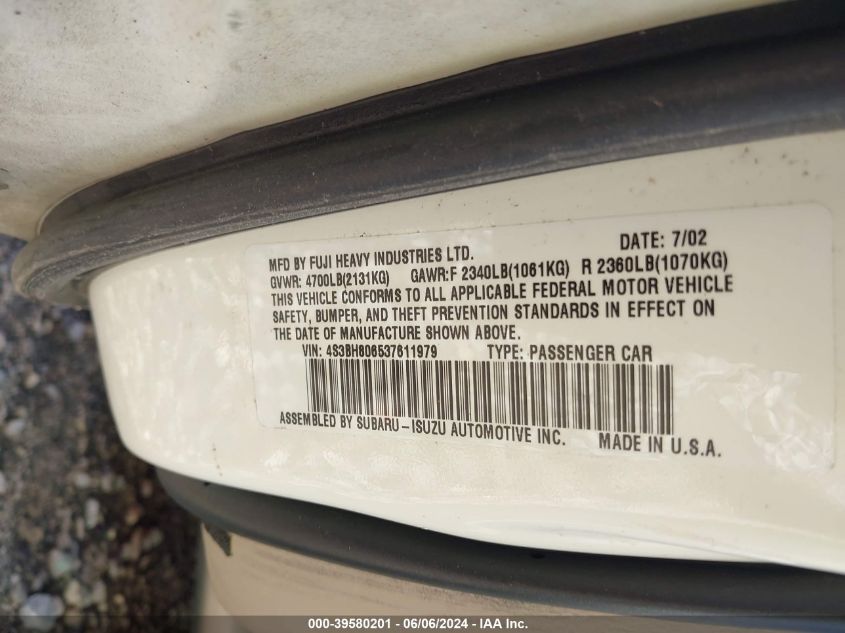 DATE: 7/02
MFD BY FUJI HEAVY INDUSTRIES LTD.
GVWR: 4700LB(2131KG) GAWR:F 2340LB(1061KG) R 2360LB(1070KG)
THIS VEHICLE CONFORMS TO ALL APPLICABLE FEDERAL MOTOR VEHICLE
SAFETY, BUMPER, AND THEFT PREVENTION STANDARDS IN EFFECT ON
THE DATE OF MANUFACTURE SHOWN ABOVE.
VIN: 4S3BH806537611979 TYPE: PASSENGER CAR
ASSEMBLED BY SUBARU-ISUZU AUTOMOTIVE INC. MADE IN U.S.A.
000-39580201 - 06/06/2024 - IAA Inc.